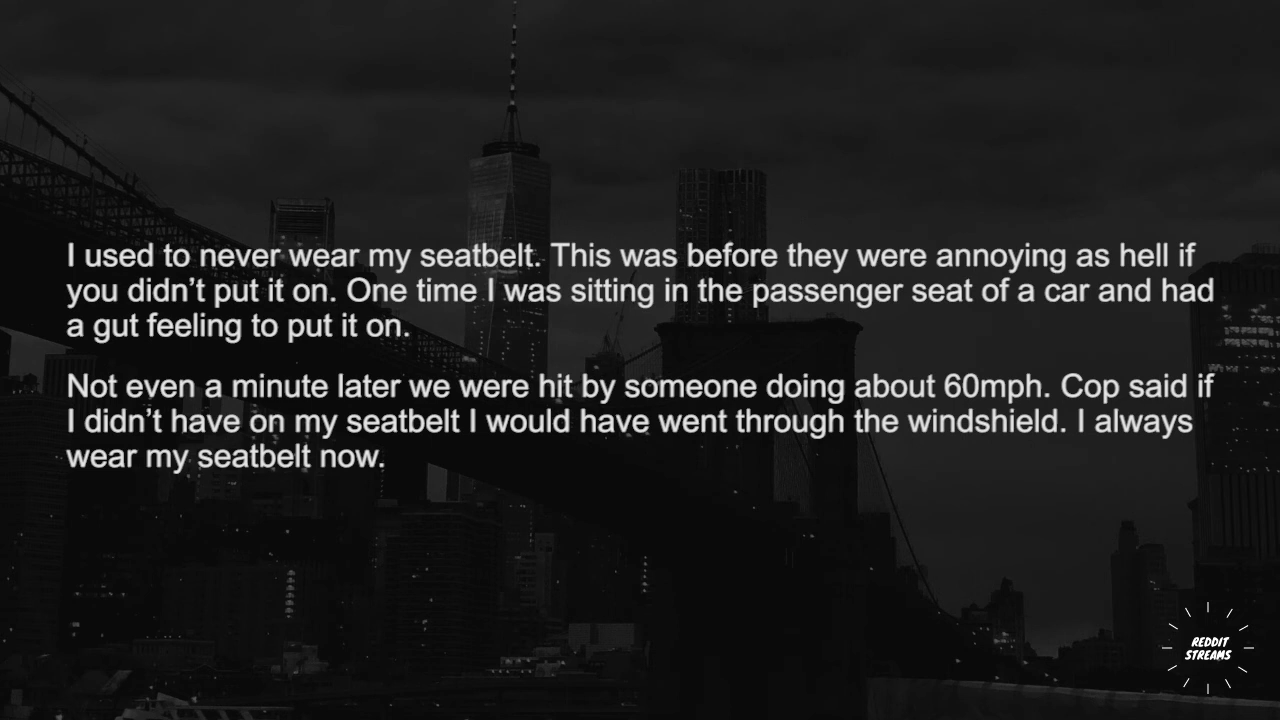 I used to never wear my seatbelt. This was before they were annoying as hell if
you didn’t put it on. One time I was sitting in the passenger seat of a car and had
a gut feeling to put it on.
Not even a minute later we were hit by someone doing about 60mph. Cop said if
I didn’t have on my seatbelt I would have went through the windshield. I always
wear my seatbelt now.
REDDIT
STREAMS